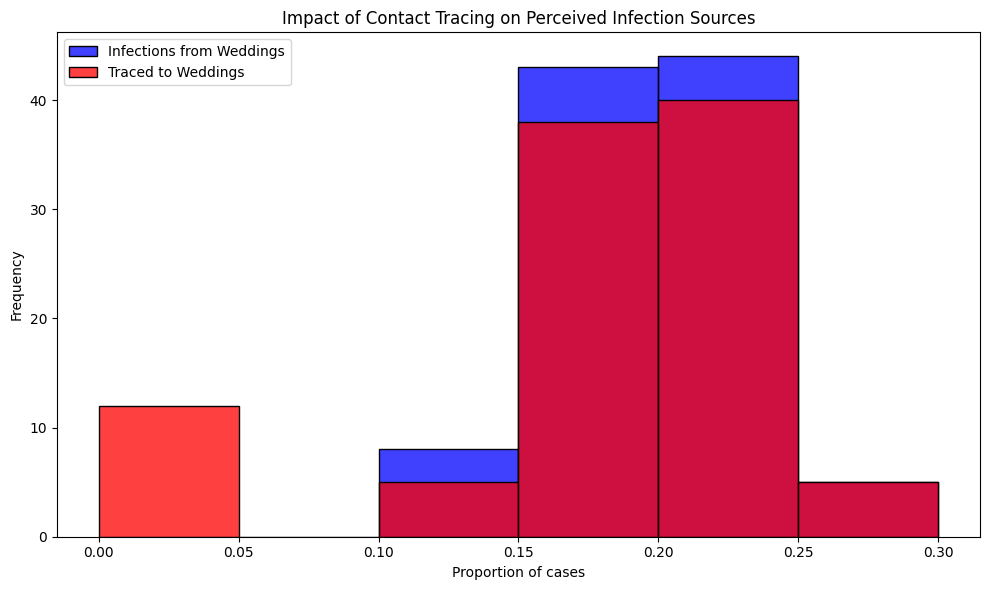 Impact of Contact Tracing on Perceived Infection Sources
Infections from Weddings
Traced to Weddings
Frequency
40
30
20
10
0
0.00 0.05 0.10 0.15 0.20 0.25 0.30
Proportion of cases